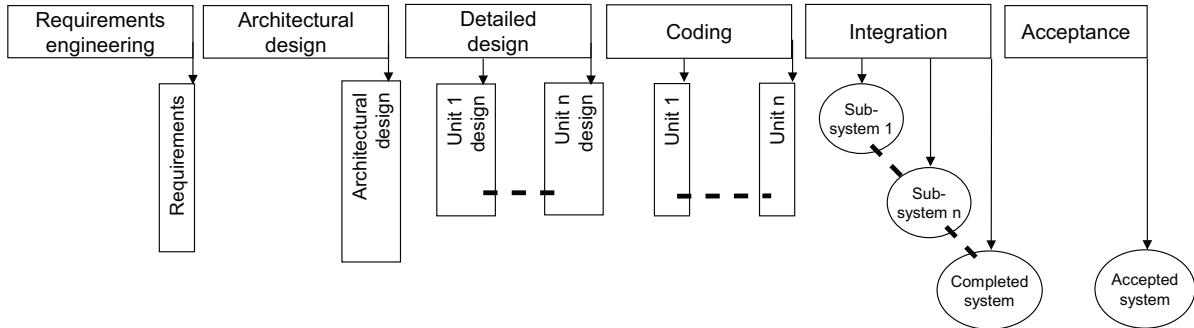 Requirements
engineering
Architectural
design
Detailed
design
Coding
Integration
Acceptance
Requirements
Architectural
design
Unit 1
design
Unit n
design
Unit 1
Unit n
Sub-
system 1
Sub-
system n
Completed
system
Accepted
system